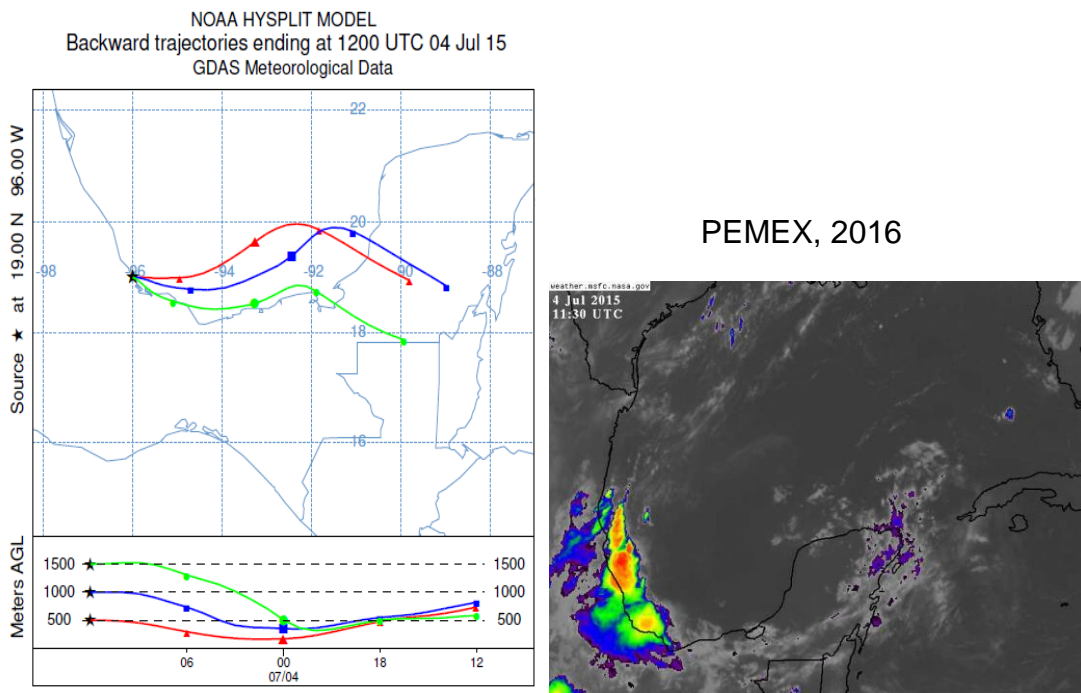 NOAA HYSPLIT MODEL
Backward trajectories ending at 1200 UTC 04 Jul 15
GDAS Meteorological Data
Source ★ at 19.00 N 96.00 W
22
20
-98
-96
-94
-92
-90
-88
18
16
Meters AGL
1500
1500
1000
1000
500
500
06
00
18
12
07/04
PEMEX, 2016
weather.msfc.nasa.gov
4 Jul 2015
11:30 UTC